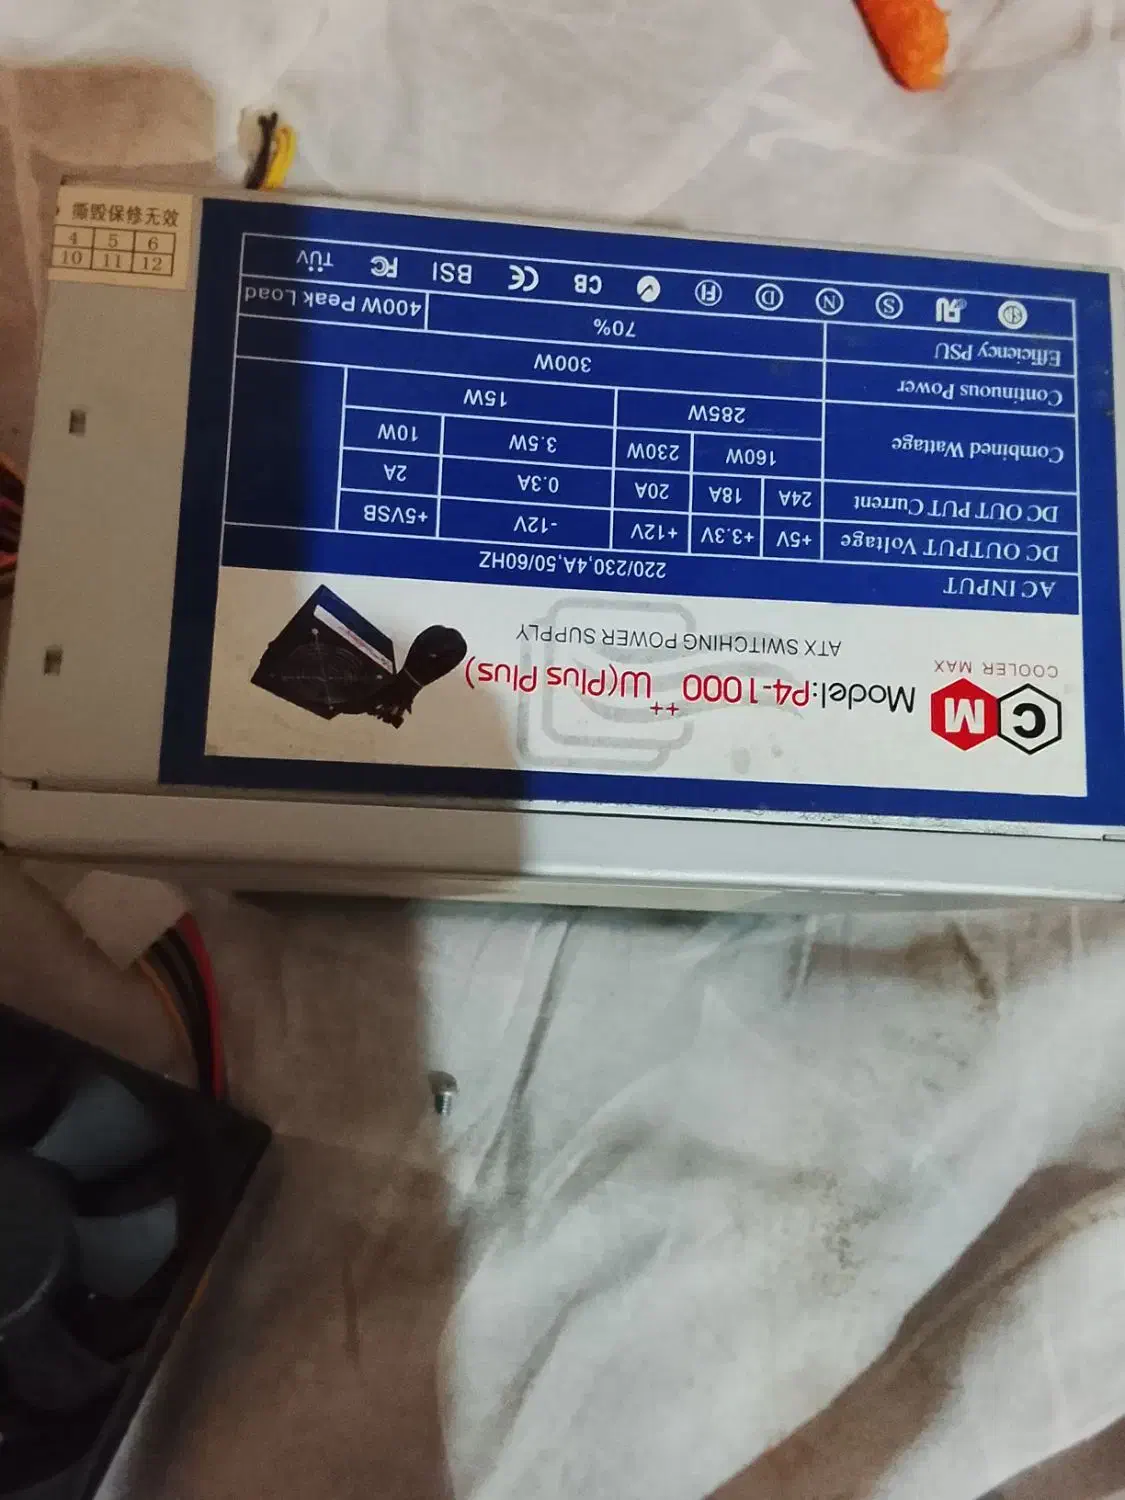 C M
COOLER MAX
Model:P4-1000⁺⁺W(Plus Plus)
ATX SWITCHING POWER SUPPLY
AC INPUT 220/230,4A,50/60HZ
DC OUTPUT Voltage +5V +3.3V +12V -12V +5VSB
DC OUTPUT Current 24A 18A 20A 0.3A 2A
Combined Wattage 160W 230W 3.5W 10W
285W 15W
Continuous Power 300W
Efficiency PSU 70% 400W Peak Load
S N D FI CB CE BSI FC TÜV
撕毁保修无效
4 5 6
10 11 12